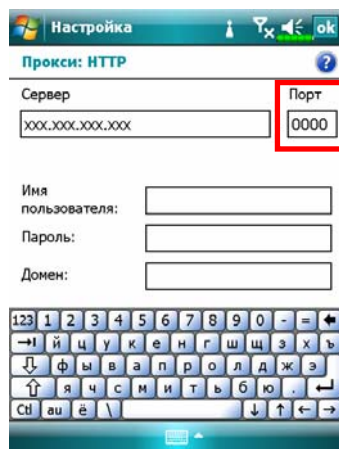 Настройка ok
Прокси: HTTP ?
Сервер Порт
xxx.xxx.xxx.xxx 0000
Имя
пользователя:
Пароль:
Домен:
123 1 2 3 4 5 6 7 8 9 0 - =
й ц у к е н г ш щ з х ъ
ф ы в а п р о л д ж э
я ч с м и т ь б ю .
Ctl au ё \